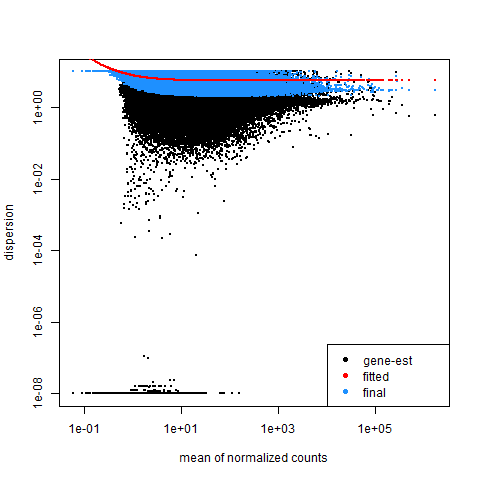 dispersion
1e+00
1e-02
1e-04
1e-06
1e-08
gene-est
fitted
final
1e-01
1e+01
1e+03
1e+05
mean of normalized counts